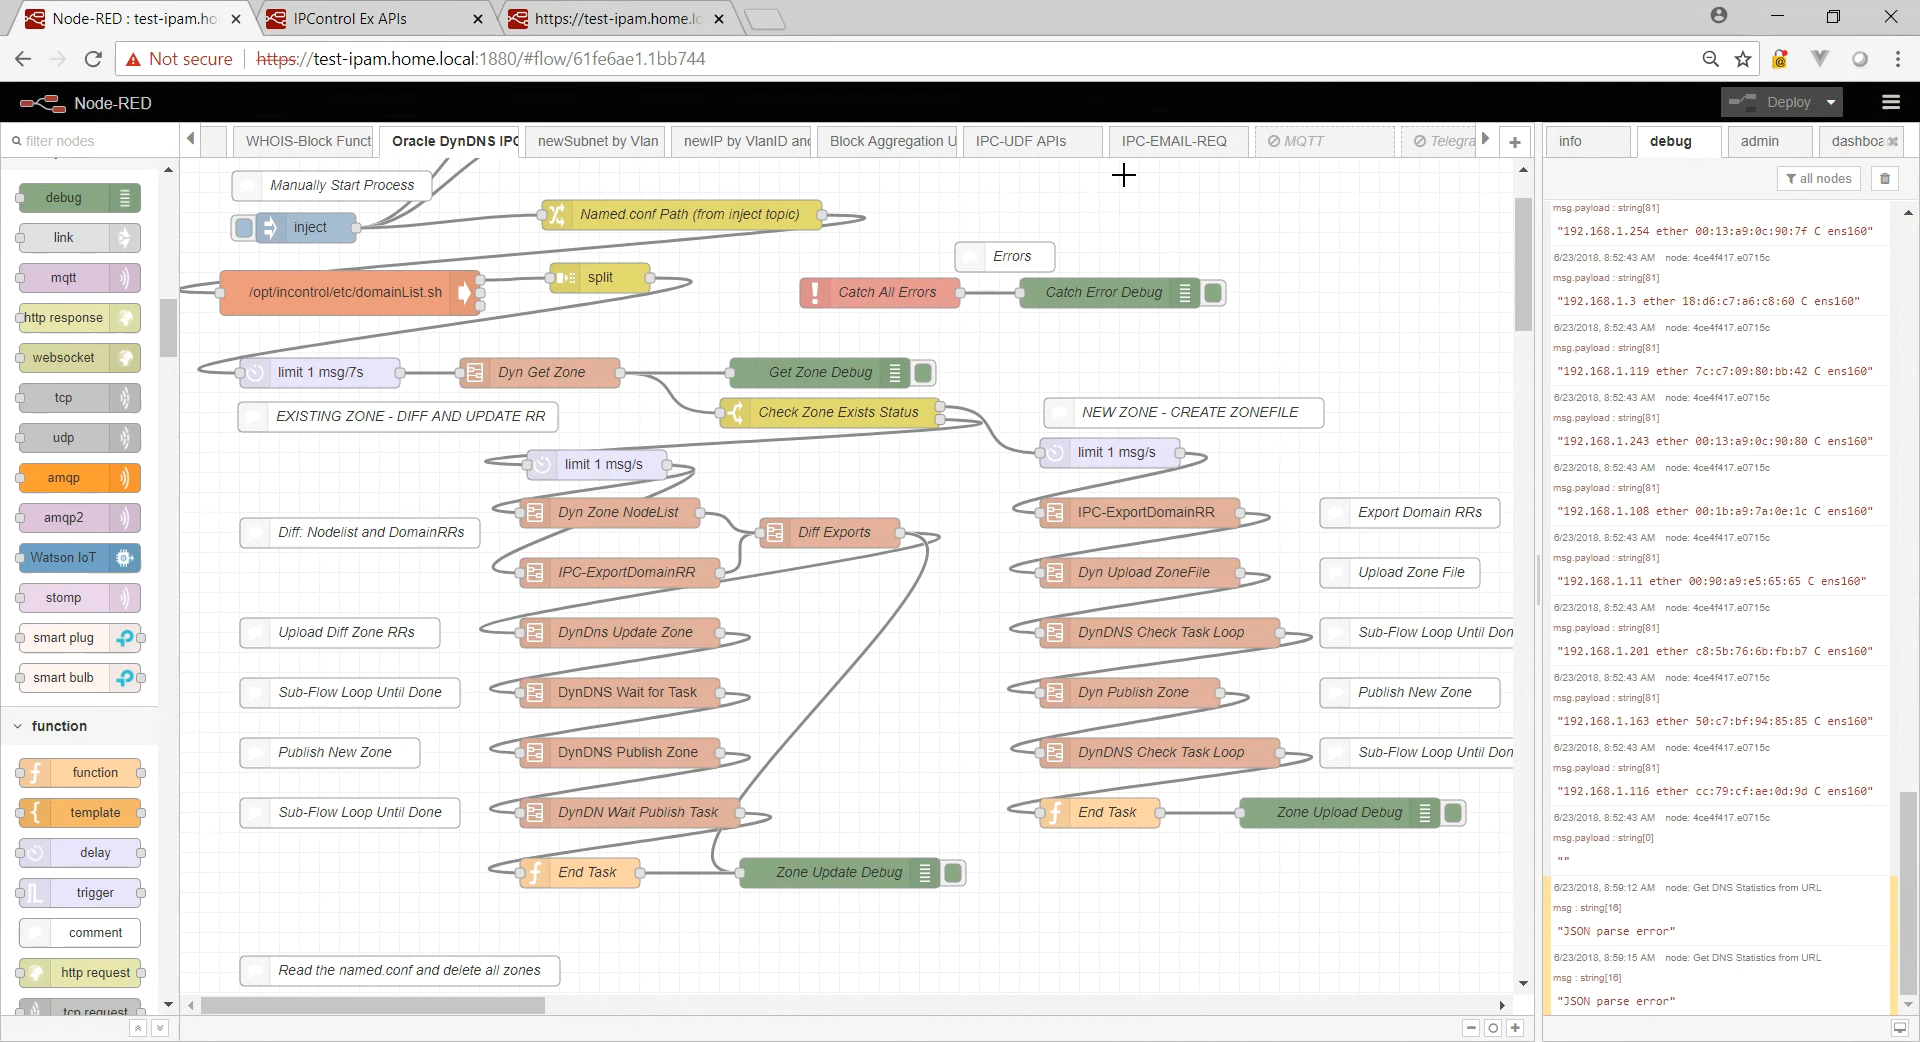 Node-RED : test-ipam.ho
IPControl Ex APIs
https://test-ipam.home.lo
Not secure
https://test-ipam.home.local:1880/#flow/61fe6ae1.1bb744
Node-RED
Deploy
filter nodes
WHOIS-Block Funct
Oracle DynDNS IPC
newSubnet by Vlan
newIP by VlanID and
Block Aggregation U
IPC-UDF APIs
IPC-EMAIL-REQ
MQTT
Telegra
info
debug
admin
dashboa
all nodes
debug
link
mqtt
http response
websocket
tcp
udp
amqp
amqp2
Watson IoT
stomp
smart plug
smart bulb
function
function
template
delay
trigger
comment
http request
tcp request
Manually Start Process
inject
Named.conf Path (from inject topic)
Errors
/opt/incontrol/etc/domainList.sh
split
Catch All Errors
Catch Error Debug
limit 1 msg/7s
Dyn Get Zone
Get Zone Debug
EXISTING ZONE - DIFF AND UPDATE RR
Check Zone Exists Status
NEW ZONE - CREATE ZONEFILE
limit 1 msg/s
limit 1 msg/s
Dyn Zone NodeList
IPC-ExportDomainRR
Export Domain RRs
Diff: Nodelist and DomainRRs
Diff Exports
IPC-ExportDomainRR
Dyn Upload ZoneFile
Upload Zone File
Upload Diff Zone RRs
DynDns Update Zone
DynDNS Check Task Loop
Sub-Flow Loop Until Don
Sub-Flow Loop Until Done
DynDNS Wait for Task
Dyn Publish Zone
Publish New Zone
Publish New Zone
DynDNS Publish Zone
DynDNS Check Task Loop
Sub-Flow Loop Until Don
Sub-Flow Loop Until Done
DynDN Wait Publish Task
End Task
Zone Upload Debug
End Task
Zone Update Debug
Read the named.conf and delete all zones
msg.payload : string[81]
"192.168.1.254 ether 00:13:a9:0c:90:7f C ens160"
6/23/2018, 8:52:43 AM node: 4ce4f417.e0715c
msg.payload : string[81]
"192.168.1.3 ether 18:d6:c7:a6:c8:60 C ens160"
6/23/2018, 8:52:43 AM node: 4ce4f417.e0715c
msg.payload : string[81]
"192.168.1.119 ether 7c:c7:09:80:bb:42 C ens160"
6/23/2018, 8:52:43 AM node: 4ce4f417.e0715c
msg.payload : string[81]
"192.168.1.243 ether 00:13:a9:0c:90:80 C ens160"
6/23/2018, 8:52:43 AM node: 4ce4f417.e0715c
msg.payload : string[81]
"192.168.1.108 ether 00:1b:a9:7a:0e:1c C ens160"
6/23/2018, 8:52:43 AM node: 4ce4f417.e0715c
msg.payload : string[81]
"192.168.1.11 ether 00:90:a9:e5:65:65 C ens160"
6/23/2018, 8:52:43 AM node: 4ce4f417.e0715c
msg.payload : string[81]
"192.168.1.201 ether c8:5b:76:6b:fb:b7 C ens160"
6/23/2018, 8:52:43 AM node: 4ce4f417.e0715c
msg.payload : string[81]
"192.168.1.163 ether 50:c7:bf:94:85:85 C ens160"
6/23/2018, 8:52:43 AM node: 4ce4f417.e0715c
msg.payload : string[81]
"192.168.1.116 ether cc:79:cf:ae:0d:9d C ens160"
6/23/2018, 8:52:43 AM node: 4ce4f417.e0715c
msg.payload : string[0]
""
6/23/2018, 8:59:12 AM node: Get DNS Statistics from URL
msg : string[16]
"JSON parse error"
6/23/2018, 8:59:15 AM node: Get DNS Statistics from URL
msg : string[16]
"JSON parse error"